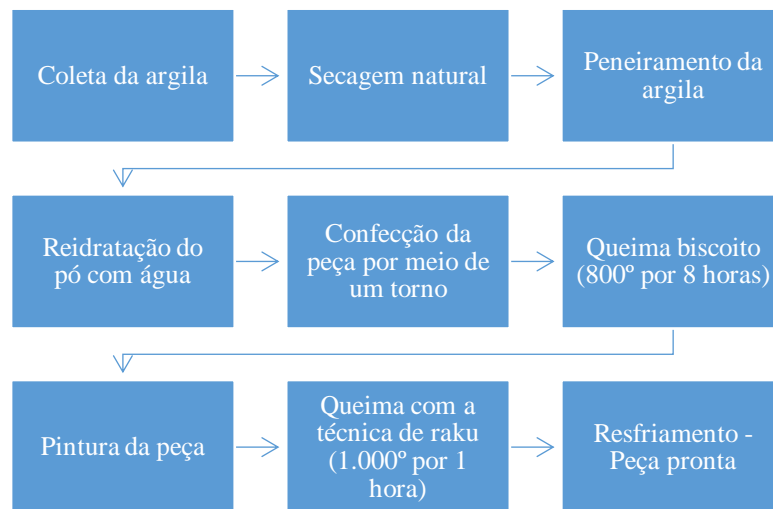 Coleta da argila
Secagem natural
Peneiramento da
argila
Reidratação do
pó com água
Confecção da
peça por meio de
um torno
Queima biscoito
(800º por 8 horas)
Pintura da peça
Queima com a
técnica de raku
(1.000º por 1
hora)
Resfriamento -
Peça pronta